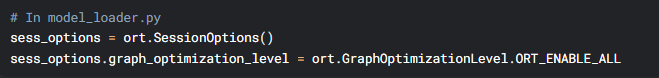 # In model_loader.py
sess_options = ort.SessionOptions()
sess_options.graph_optimization_level = ort.GraphOptimizationLevel.ORT_ENABLE_ALL